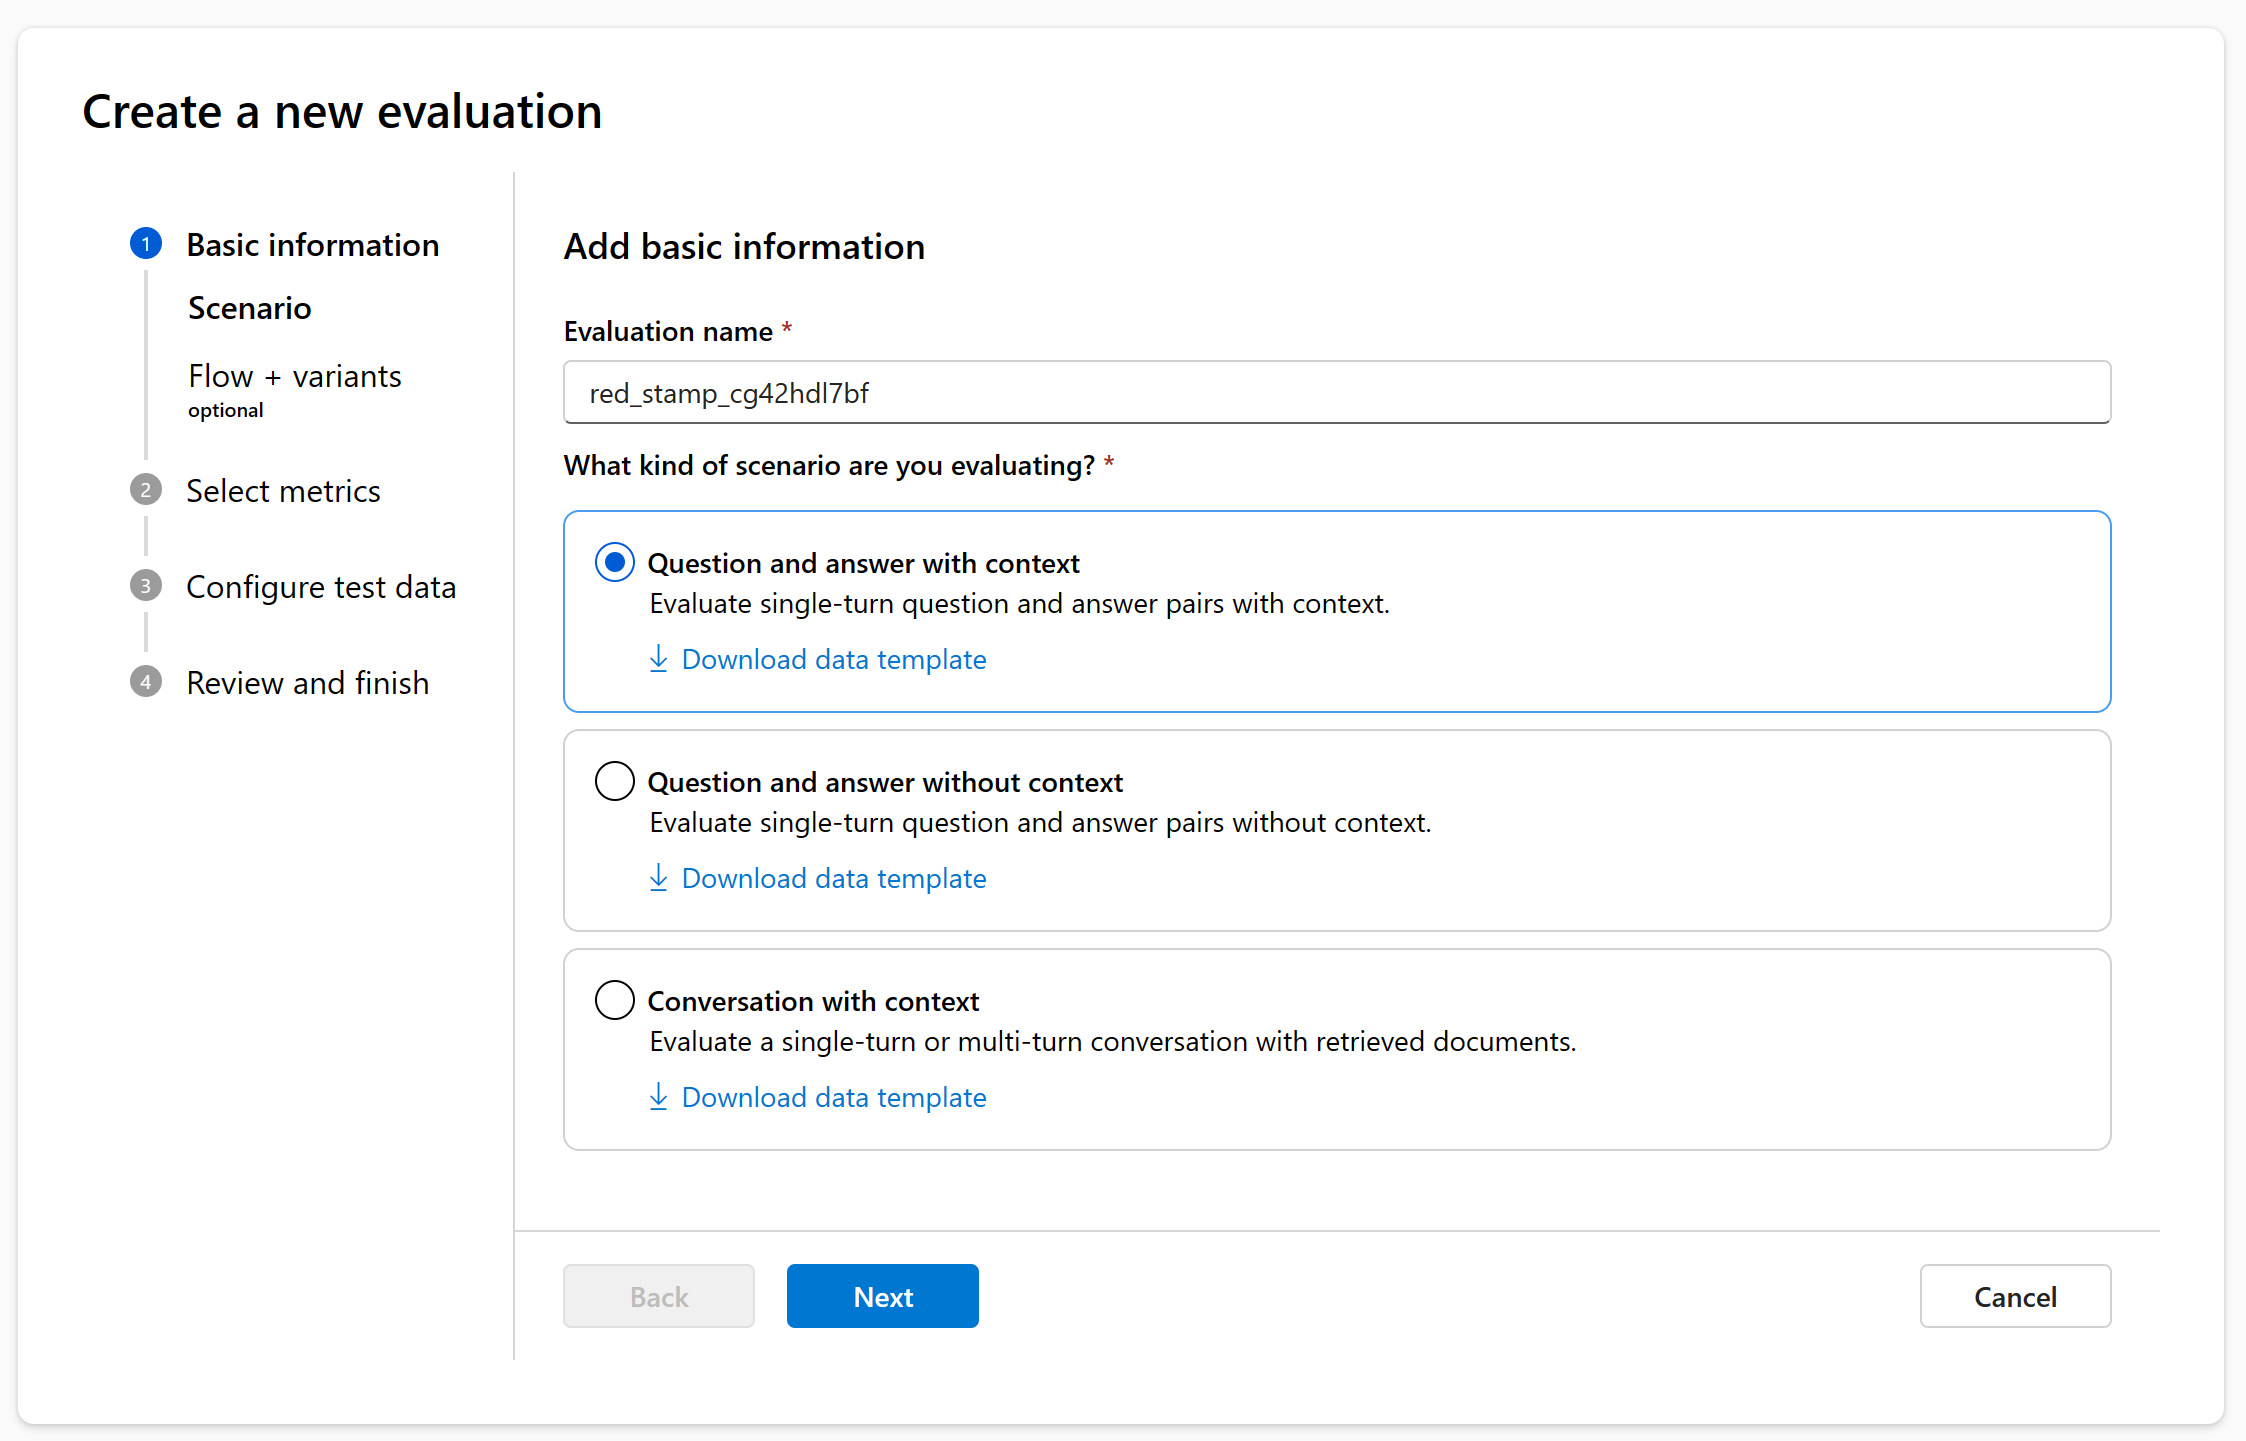 Create a new evaluation
1 Basic information
Scenario
Flow + variants
optional
2 Select metrics
3 Configure test data
4 Review and finish
Add basic information
Evaluation name *
red_stamp_cg42hdl7bf
What kind of scenario are you evaluating? *
Question and answer with context
Evaluate single-turn question and answer pairs with context.
Download data template
Question and answer without context
Evaluate single-turn question and answer pairs without context.
Download data template
Conversation with context
Evaluate a single-turn or multi-turn conversation with retrieved documents.
Download data template
Back
Next
Cancel